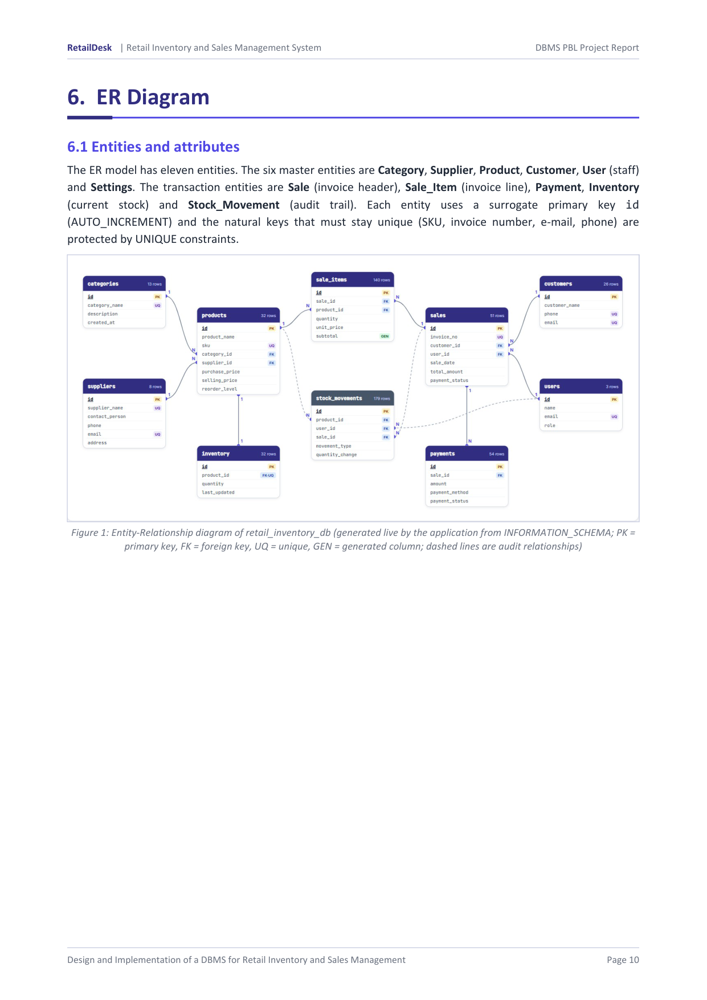 RetailDesk | Retail Inventory and Sales Management System
DBMS PBL Project Report
6. ER Diagram
6.1 Entities and attributes
The ER model has eleven entities. The six master entities are Category, Supplier, Product, Customer, User (staff)
and Settings. The transaction entities are Sale (invoice header), Sale_Item (invoice line), Payment, Inventory
(current stock) and Stock_Movement (audit trail). Each entity uses a surrogate primary key id
(AUTO_INCREMENT) and the natural keys that must stay unique (SKU, invoice number, e-mail, phone) are
protected by UNIQUE constraints.
categories 13 rows
id PK
category_name UQ
description
created_at
1
suppliers 8 rows
id PK
supplier_name UQ
contact_person
phone
email UQ
address
1
products 32 rows
id PK
product_name
sku UQ
category_id FK
supplier_id FK
purchase_price
selling_price
reorder_level
N
N
1
1
inventory 32 rows
id PK
product_id FK·UQ
quantity
last_updated
1
sale_items 140 rows
id PK
sale_id FK
product_id FK
quantity
unit_price
subtotal GEN
N
N
stock_movements 179 rows
id PK
product_id FK
user_id FK
sale_id FK
movement_type
quantity_change
N
N
N
sales 51 rows
id PK
invoice_no UQ
customer_id FK
user_id FK
sale_date
total_amount
payment_status
1
N
N
1
payments 54 rows
id PK
sale_id FK
amount
payment_method
payment_status
N
customers 26 rows
id PK
customer_name
phone UQ
email UQ
1
users 3 rows
id PK
name
email UQ
role
1
Figure 1: Entity-Relationship diagram of retail_inventory_db (generated live by the application from INFORMATION_SCHEMA; PK =
primary key, FK = foreign key, UQ = unique, GEN = generated column; dashed lines are audit relationships)
Design and Implementation of a DBMS for Retail Inventory and Sales Management
Page 10